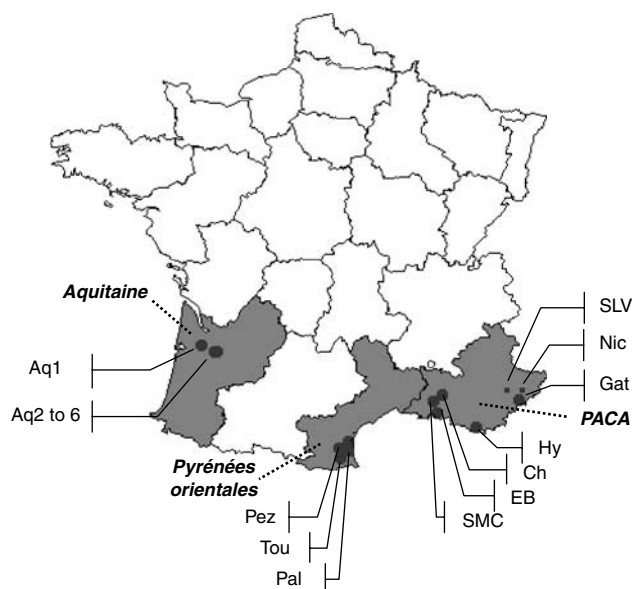 Aquitaine
Aq1
Aq2 to 6
Pyrénées
orientales
Pez
Tou
Pal
SLV
Nic
Gat
PACA
Hy
Ch
EB
SMC